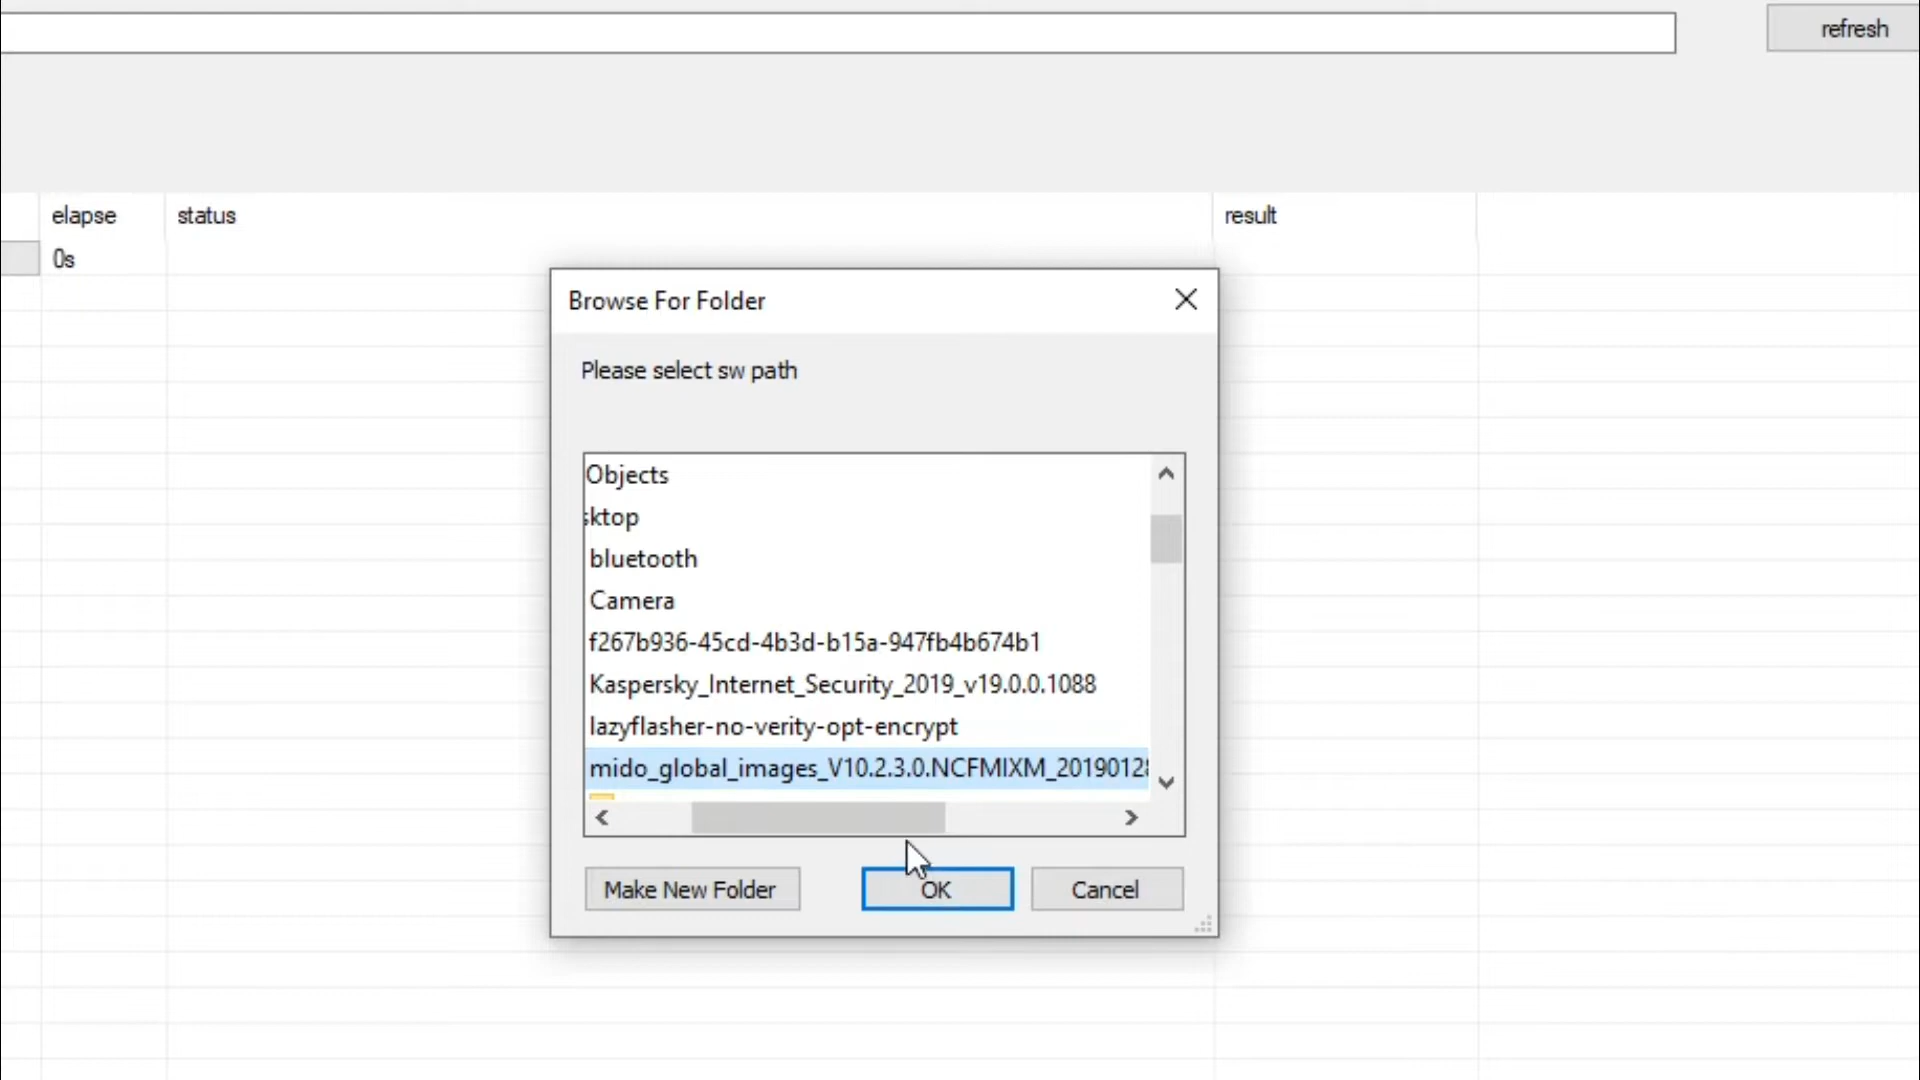 refresh
elapse status result
0s
Browse For Folder
Please select sw path
Objects
sktop
bluetooth
Camera
f267b936-45cd-4b3d-b15a-947fb4b674b1
Kaspersky_Internet_Security_2019_v19.0.0.1088
lazyflasher-no-verity-opt-encrypt
mido_global_images_V10.2.3.0.NCFMIXM_2019012
Make New Folder OK Cancel